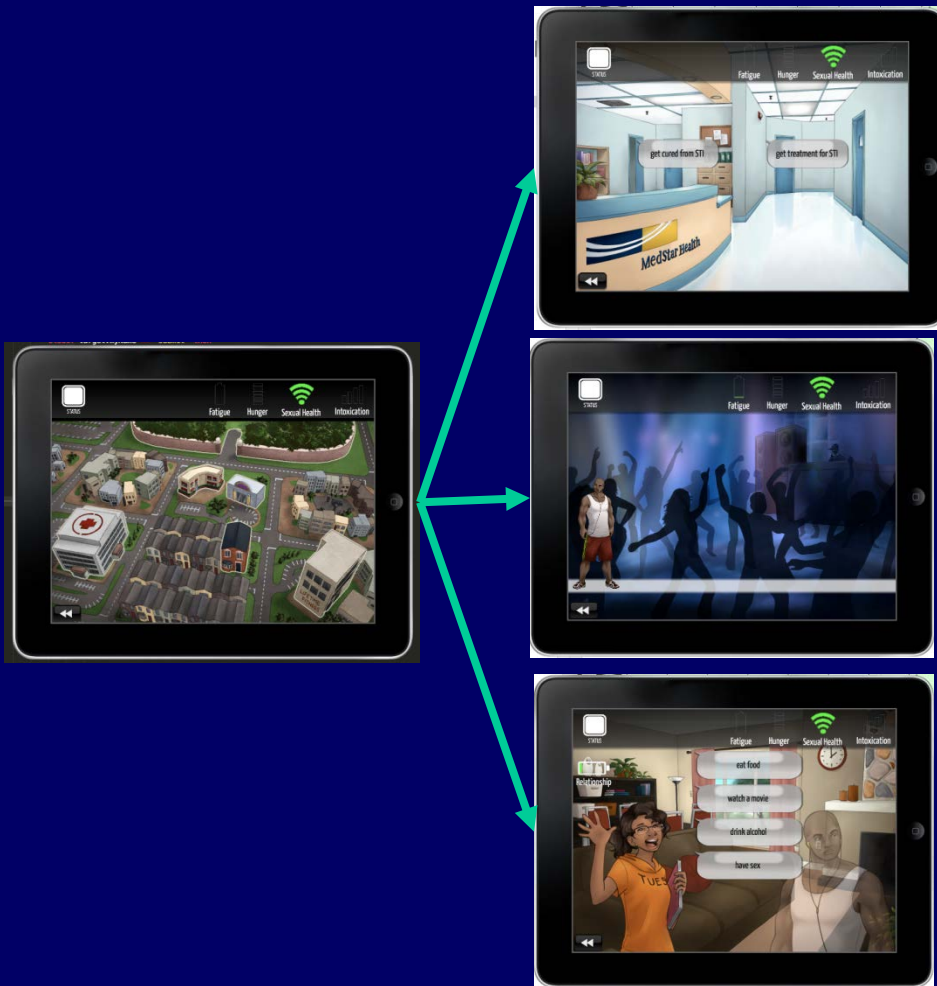 STATUS
Fatigue Hunger Sexual Health Intoxication
get cured from STI get treatment for STI
MedStar Health
STATUS
Fatigue Hunger Sexual Health Intoxication
STATUS
Fatigue Hunger Sexual Health Intoxication
STATUS
Fatigue Hunger Sexual Health Intoxication
Relationship
eat food
watch a movie
drink alcohol
have sex
TUES